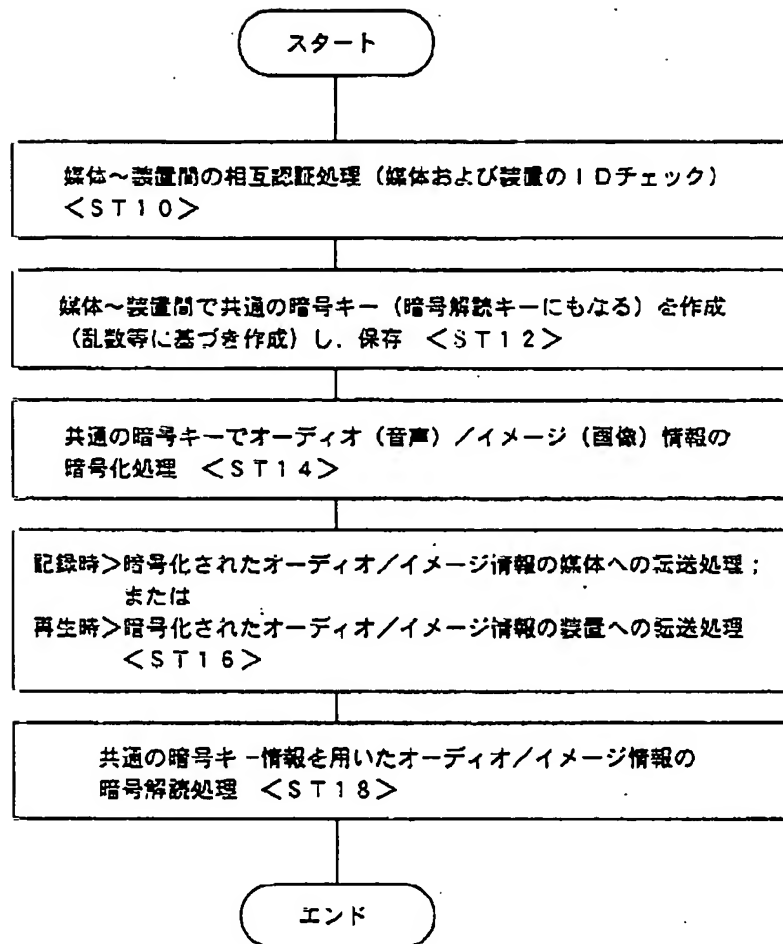 スタート
媒体～装置間の相互認証処理（媒体および装置のIDチェック）
＜ST10＞
媒体～装置間で共通の暗号キー（暗号解読キーにもなる）を作成
（乱数等に基づき作成）し．保存 ＜ST12＞
共通の暗号キーでオーディオ（音声）／イメージ（画像）情報の
暗号化処理 ＜ST14＞
記録時＞暗号化されたオーディオ／イメージ情報の媒体への転送処理；
または
再生時＞暗号化されたオーディオ／イメージ情報の装置への転送処理
＜ST16＞
共通の暗号キー情報を用いたオーディオ／イメージ情報の
暗号解読処理 ＜ST18＞
エンド